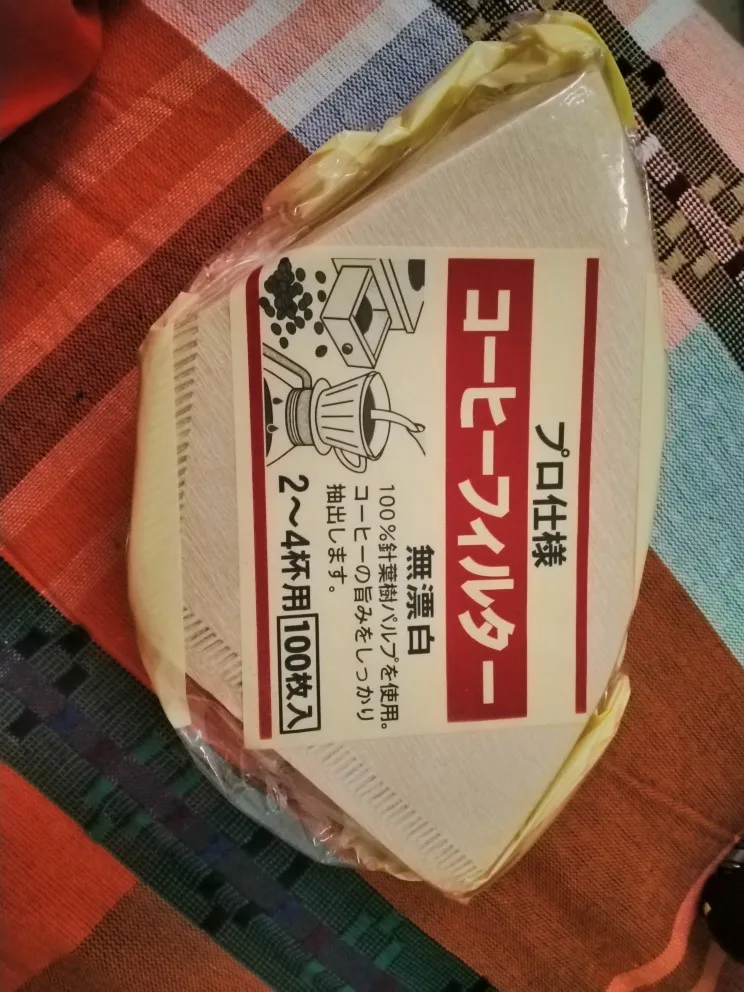 プロ仕様
コーヒーフィルター
無漂白
100%針葉樹パルプを使用。
コーヒーの旨みをしっかり
抽出します。
2〜4杯用 100枚入